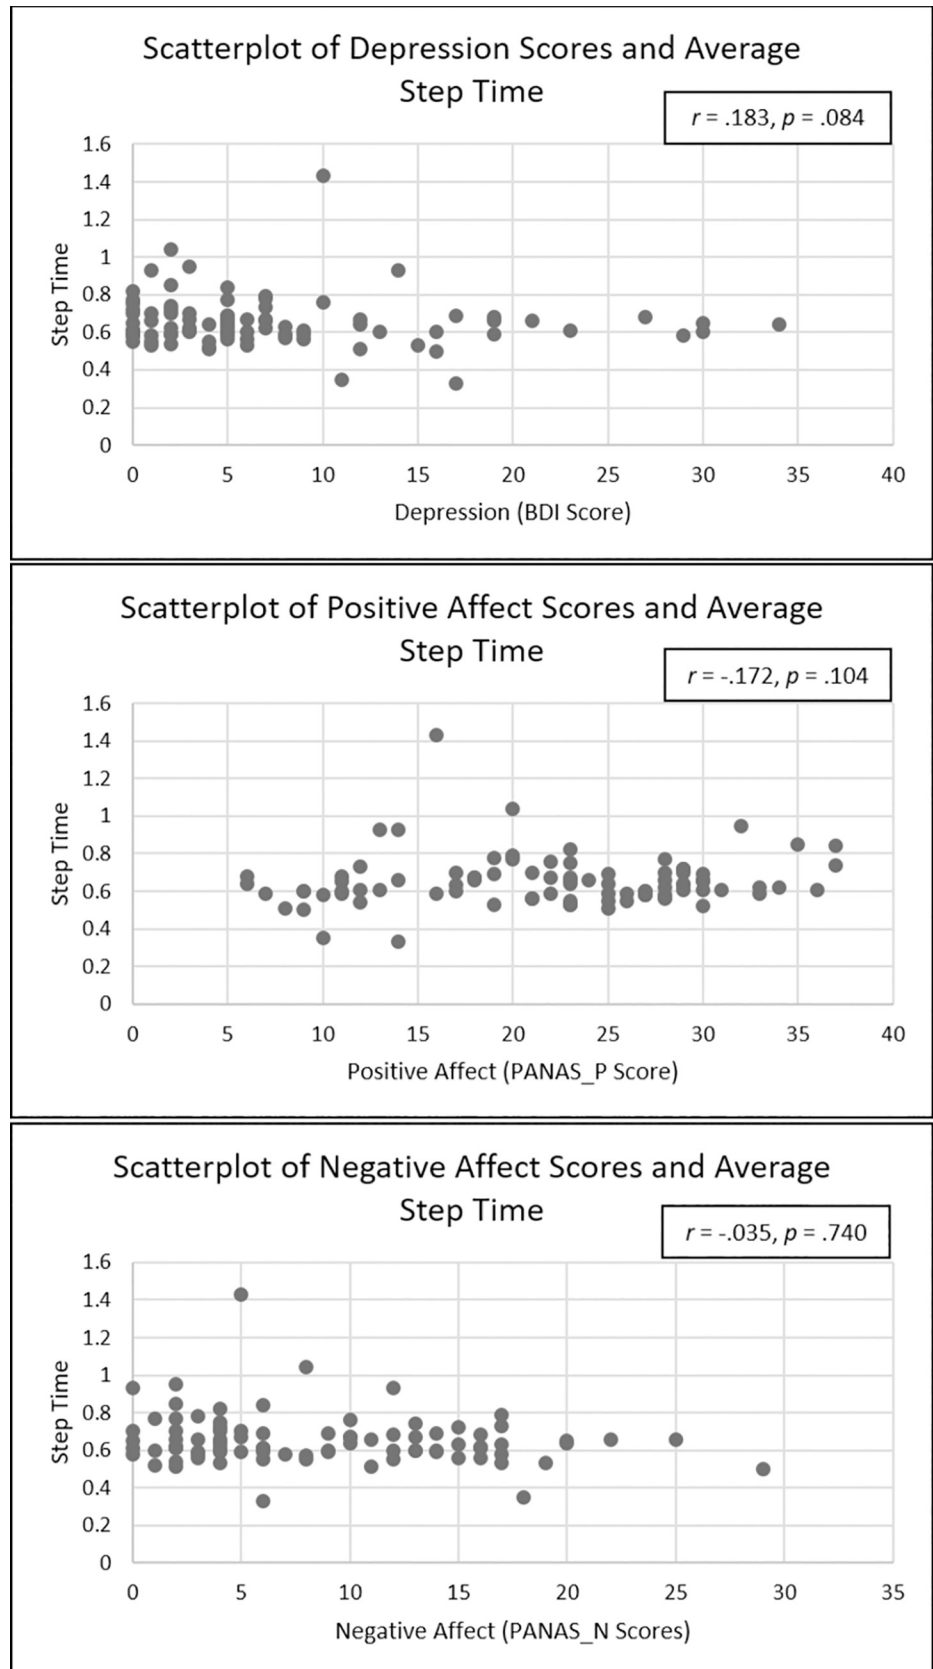 Scatterplot of Depression Scores and Average
Step Time
r = .183, p = .084
1.6
1.4
1.2
1
0.8
0.6
0.4
0.2
0
Step Time
0 5 10 15 20 25 30 35 40
Depression (BDI Score)
Scatterplot of Positive Affect Scores and Average
Step Time
r = -.172, p = .104
1.6
1.4
1.2
1
0.8
0.6
0.4
0.2
0
Step Time
0 5 10 15 20 25 30 35 40
Positive Affect (PANAS_P Score)
Scatterplot of Negative Affect Scores and Average
Step Time
r = -.035, p = .740
1.6
1.4
1.2
1
0.8
0.6
0.4
0.2
0
Step Time
0 5 10 15 20 25 30 35
Negative Affect (PANAS_N Scores)